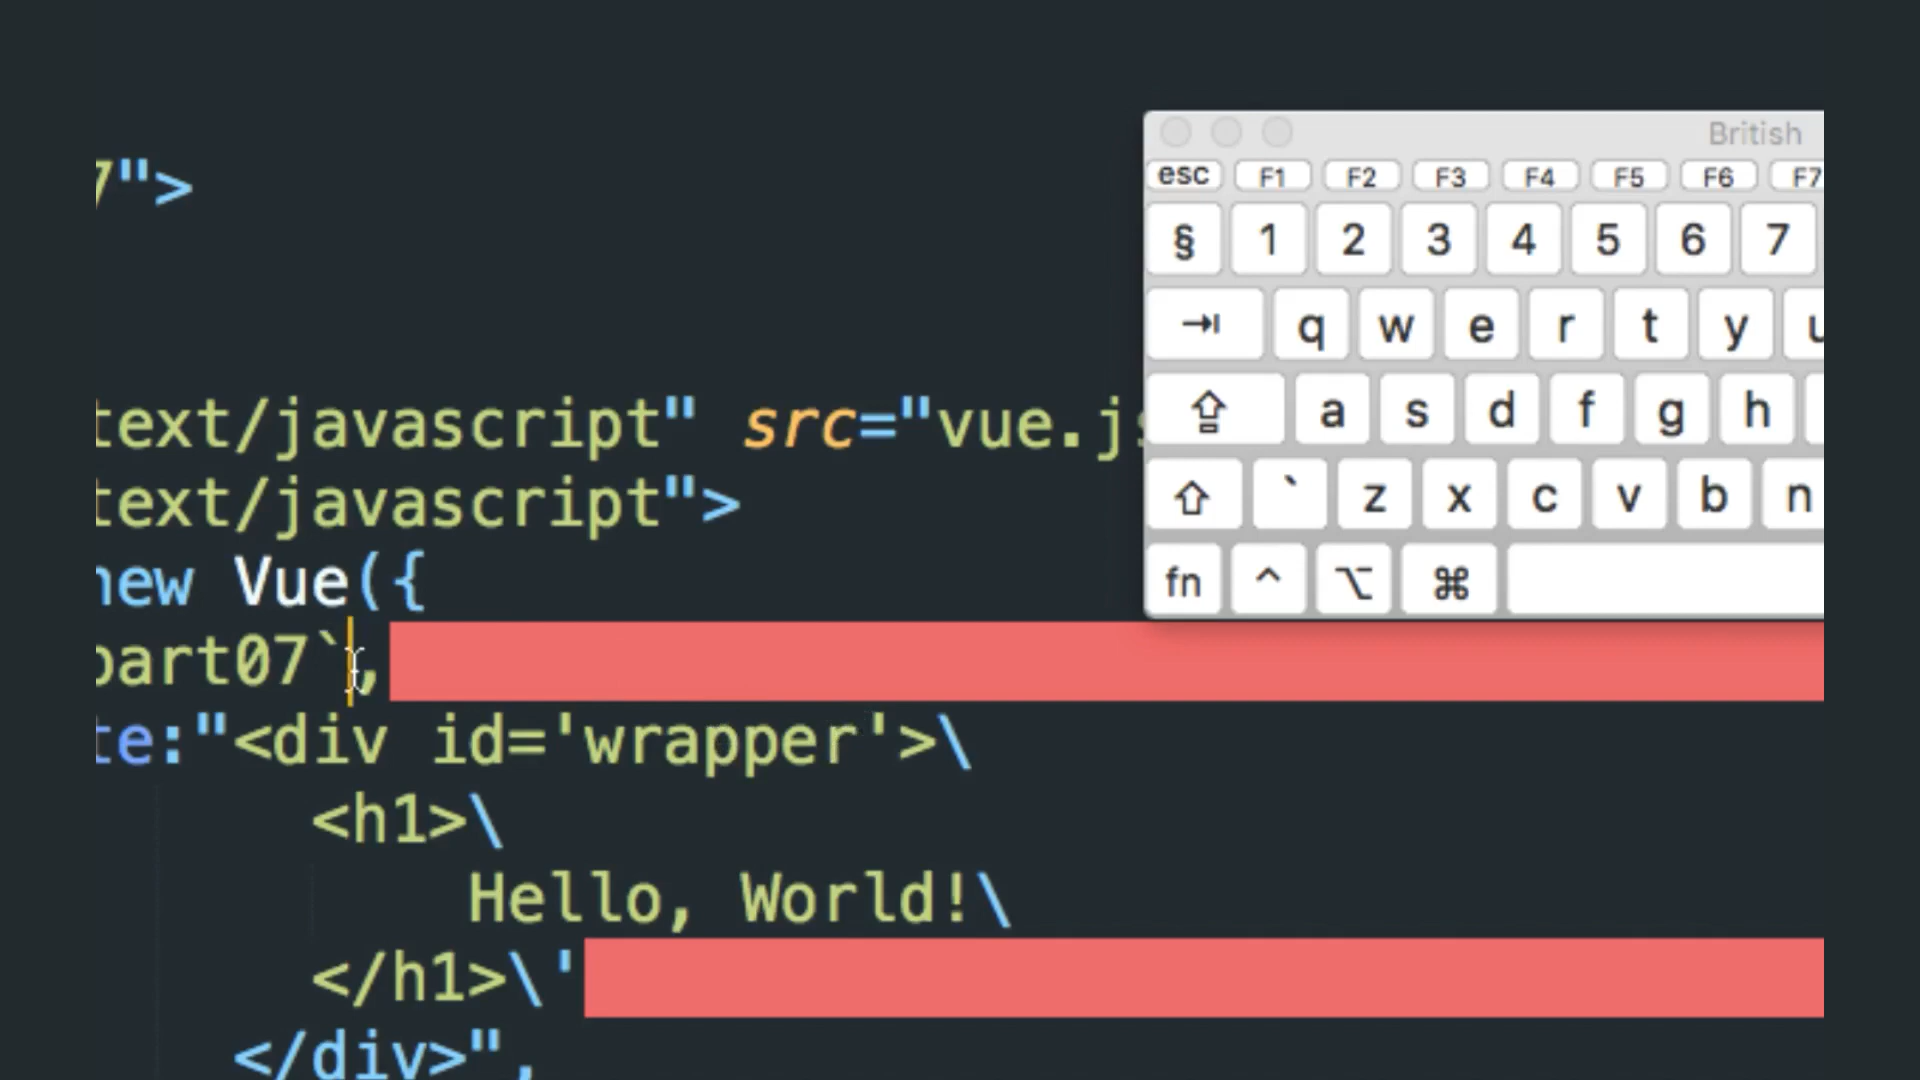 7">
text/javascript" src="vue.js
text/javascript">
new Vue({
part07`,
te:"<div id='wrapper'>\
<h1>\
Hello, World!\
</h1>\'
</div>",
British
esc F1 F2 F3 F4 F5 F6 F7
§ 1 2 3 4 5 6 7
q w e r t y u
a s d f g h
` z x c v b n
fn ^ ⌥ ⌘